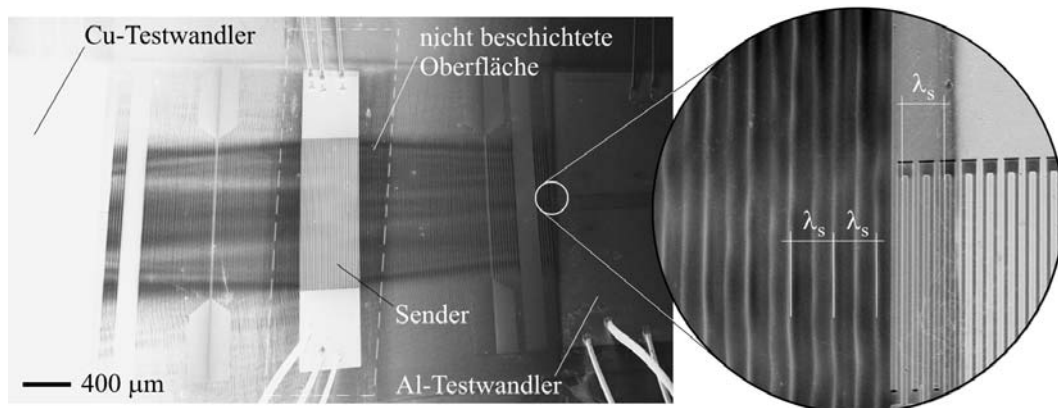 Cu-Testwandler
nicht beschichtete
Oberfläche
λs
λs
λs
Sender
Al-Testwandler
400 µm